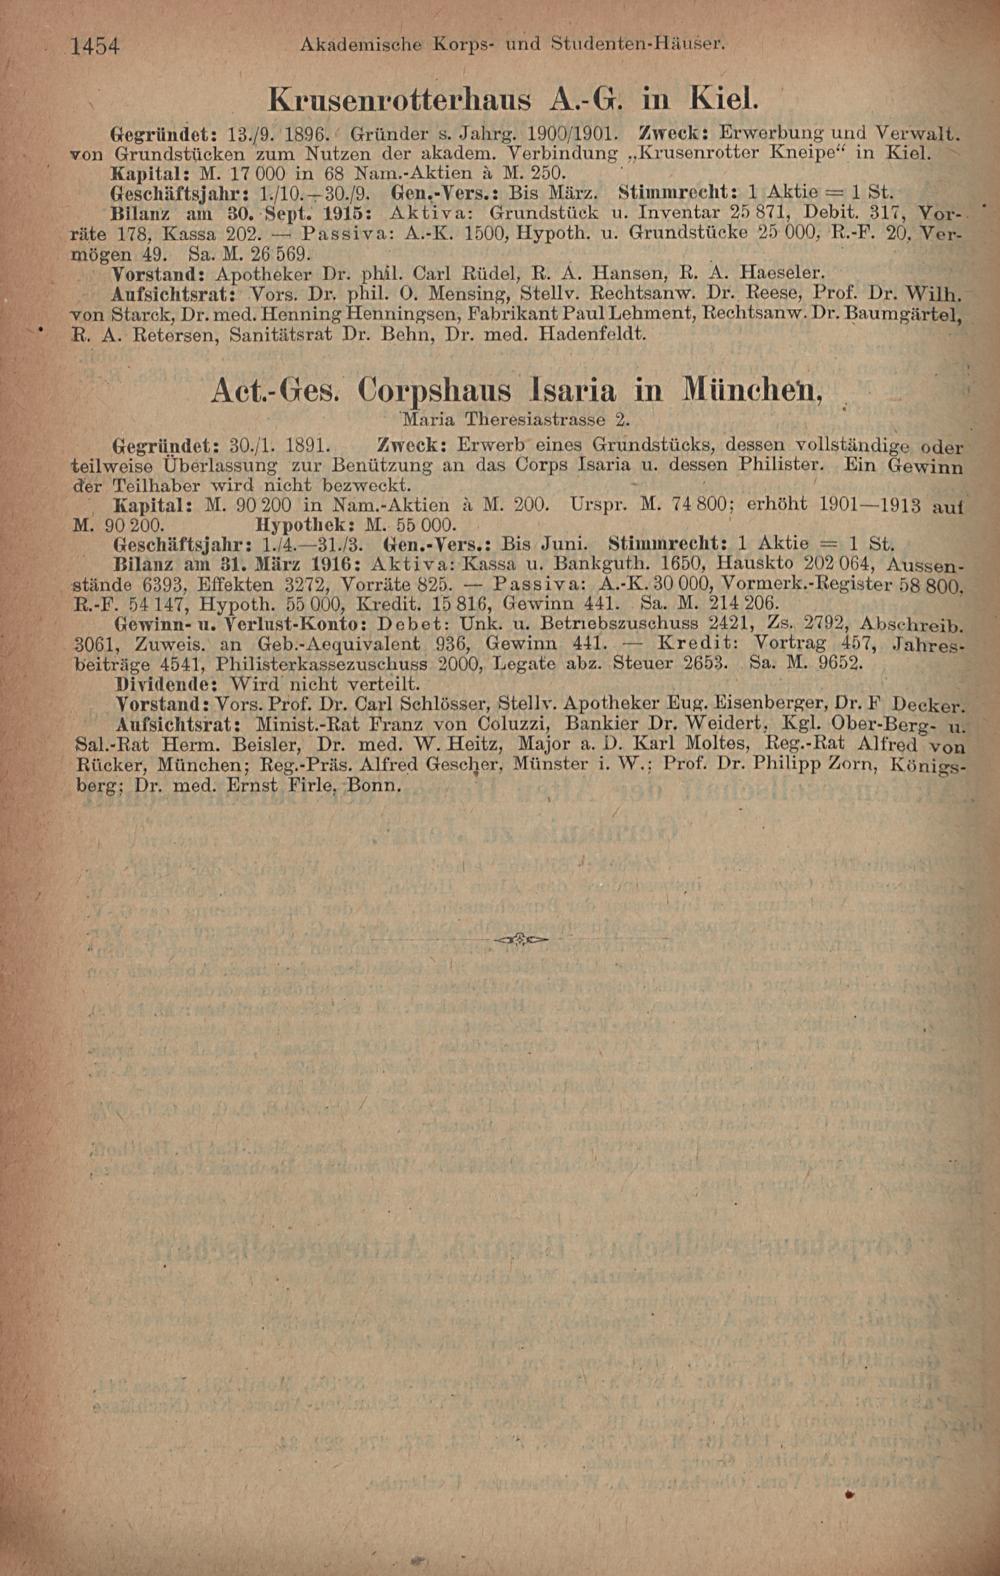 1454 Akademische Korps- und Studenten-Häuser.
Krusenrotterhaus A.-G. in Kiel.
Gegründet: 13./9. 1896. Gründer s. Jahrg. 1900/1901. Zweck: Erwerbung und Verwalt.
von Grundstücken zum Nutzen der akadem. Verbindung „Krusenrotter Kneipe“ in Kiel.
Kapital: M. 17 000 in 68 Nam.-Aktien à M. 250.
Geschäftsjahr: 1./10.—30./9. Gen.-Vers.: Bis März. Stimmrecht: 1 Aktie = 1 St.
Bilanz am 30. Sept. 1915: Aktiva: Grundstück u. Inventar 25 871, Debit. 317, Vor-
räte 178, Kassa 202. — Passiva: A.-K. 1500, Hypoth. u. Grundstücke 25 000, R.-F. 20, Ver-
mögen 49. Sa. M. 26 569.
Vorstand: Apotheker Dr. phil. Carl Rüdel, R. A. Hansen, R. A. Haeseler.
Aufsichtsrat: Vors. Dr. phil. O. Mensing, Stellv. Rechtsanw. Dr. Reese, Prof. Dr. Wilh.
von Starck, Dr. med. Henning Henningsen, Fabrikant Paul Lehment, Rechtsanw. Dr. Baumgärtel,
R. A. Retersen, Sanitätsrat Dr. Behn, Dr. med. Hadenfeldt.
Act.-Ges. Corpshaus Isaria in München,
Maria Theresiastrasse 2.
Gegründet: 30./1. 1891. Zweck: Erwerb eines Grundstücks, dessen vollständige oder
teilweise Überlassung zur Benützung an das Corps Isaria u. dessen Philister. Ein Gewinn
der Teilhaber wird nicht bezweckt.
Kapital: M. 90 200 in Nam.-Aktien à M. 200. Urspr. M. 74 800; erhöht 1901—1913 auf
M. 90 200. Hypothek: M. 55 000.
Geschäftsjahr: 1./4.—31./3. Gen.-Vers.: Bis Juni. Stimmrecht: 1 Aktie = 1 St.
Bilanz am 31. März 1916: Aktiva: Kassa u. Bankguth. 1650, Hauskto 202 064, Aussen-
stände 6393, Effekten 3272, Vorräte 825. — Passiva: A.-K. 30 000, Vormerk.-Register 58 800,
R.-F. 54 147, Hypoth. 55 000, Kredit. 15 816, Gewinn 441. Sa. M. 214 206.
Gewinn- u. Verlust-Konto: Debet: Unk. u. Betriebszuschuss 2421, Zs. 2792, Abschreib.
3061, Zuweis. an Geb.-Aequivalent 936, Gewinn 441. — Kredit: Vortrag 457, Jahres-
beiträge 4541, Philisterkassezuschuss 2000, Legate abz. Steuer 2653. Sa. M. 9652.
Dividende: Wird nicht verteilt.
Vorstand: Vors. Prof. Dr. Carl Schlösser, Stellv. Apotheker Eug. Eisenberger, Dr. F Decker.
Aufsichtsrat: Minist.-Rat Franz von Coluzzi, Bankier Dr. Weidert, Kgl. Ober-Berg- u.
Sal.-Rat Herm. Beisler, Dr. med. W. Heitz, Major a. D. Karl Moltes, Reg.-Rat Alfred von
Rücker, München; Reg.-Präs. Alfred Gescher, Münster i. W.; Prof. Dr. Philipp Zorn, Königs-
berg; Dr. med. Ernst Firle, Bonn.